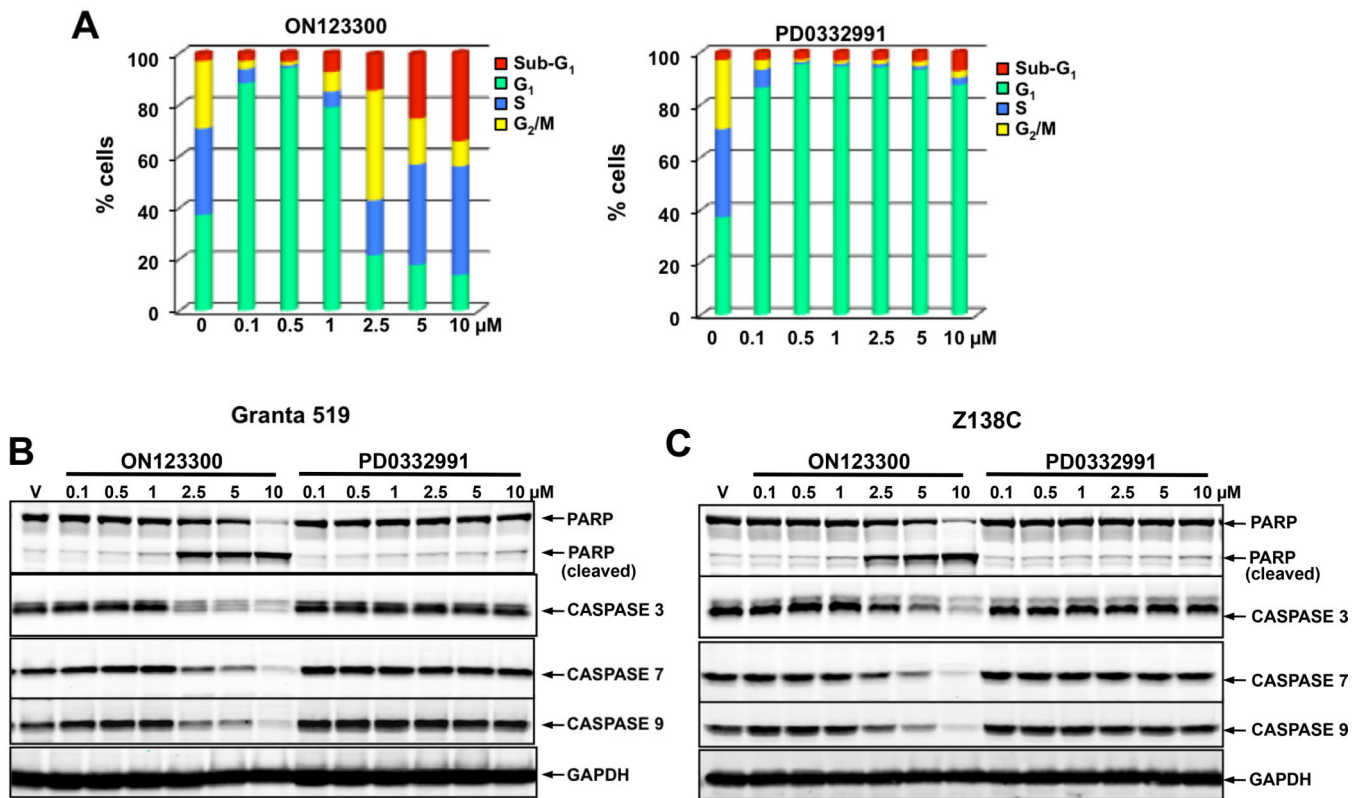 A
ON123300
% cells
100
80
60
40
20
0
0 0.1 0.5 1 2.5 5 10 µM
Sub-G₁
G₁
S
G₂/M
PD0332991
% cells
100
80
60
40
20
0
0 0.1 0.5 1 2.5 5 10 µM
Sub-G₁
G₁
S
G₂/M
B
Granta 519
ON123300 PD0332991
V 0.1 0.5 1 2.5 5 10 0.1 0.5 1 2.5 5 10 µM
PARP
PARP
(cleaved)
CASPASE 3
CASPASE 7
CASPASE 9
GAPDH
C
Z138C
ON123300 PD0332991
V 0.1 0.5 1 2.5 5 10 0.1 0.5 1 2.5 5 10 µM
PARP
PARP
(cleaved)
CASPASE 3
CASPASE 7
CASPASE 9
GAPDH